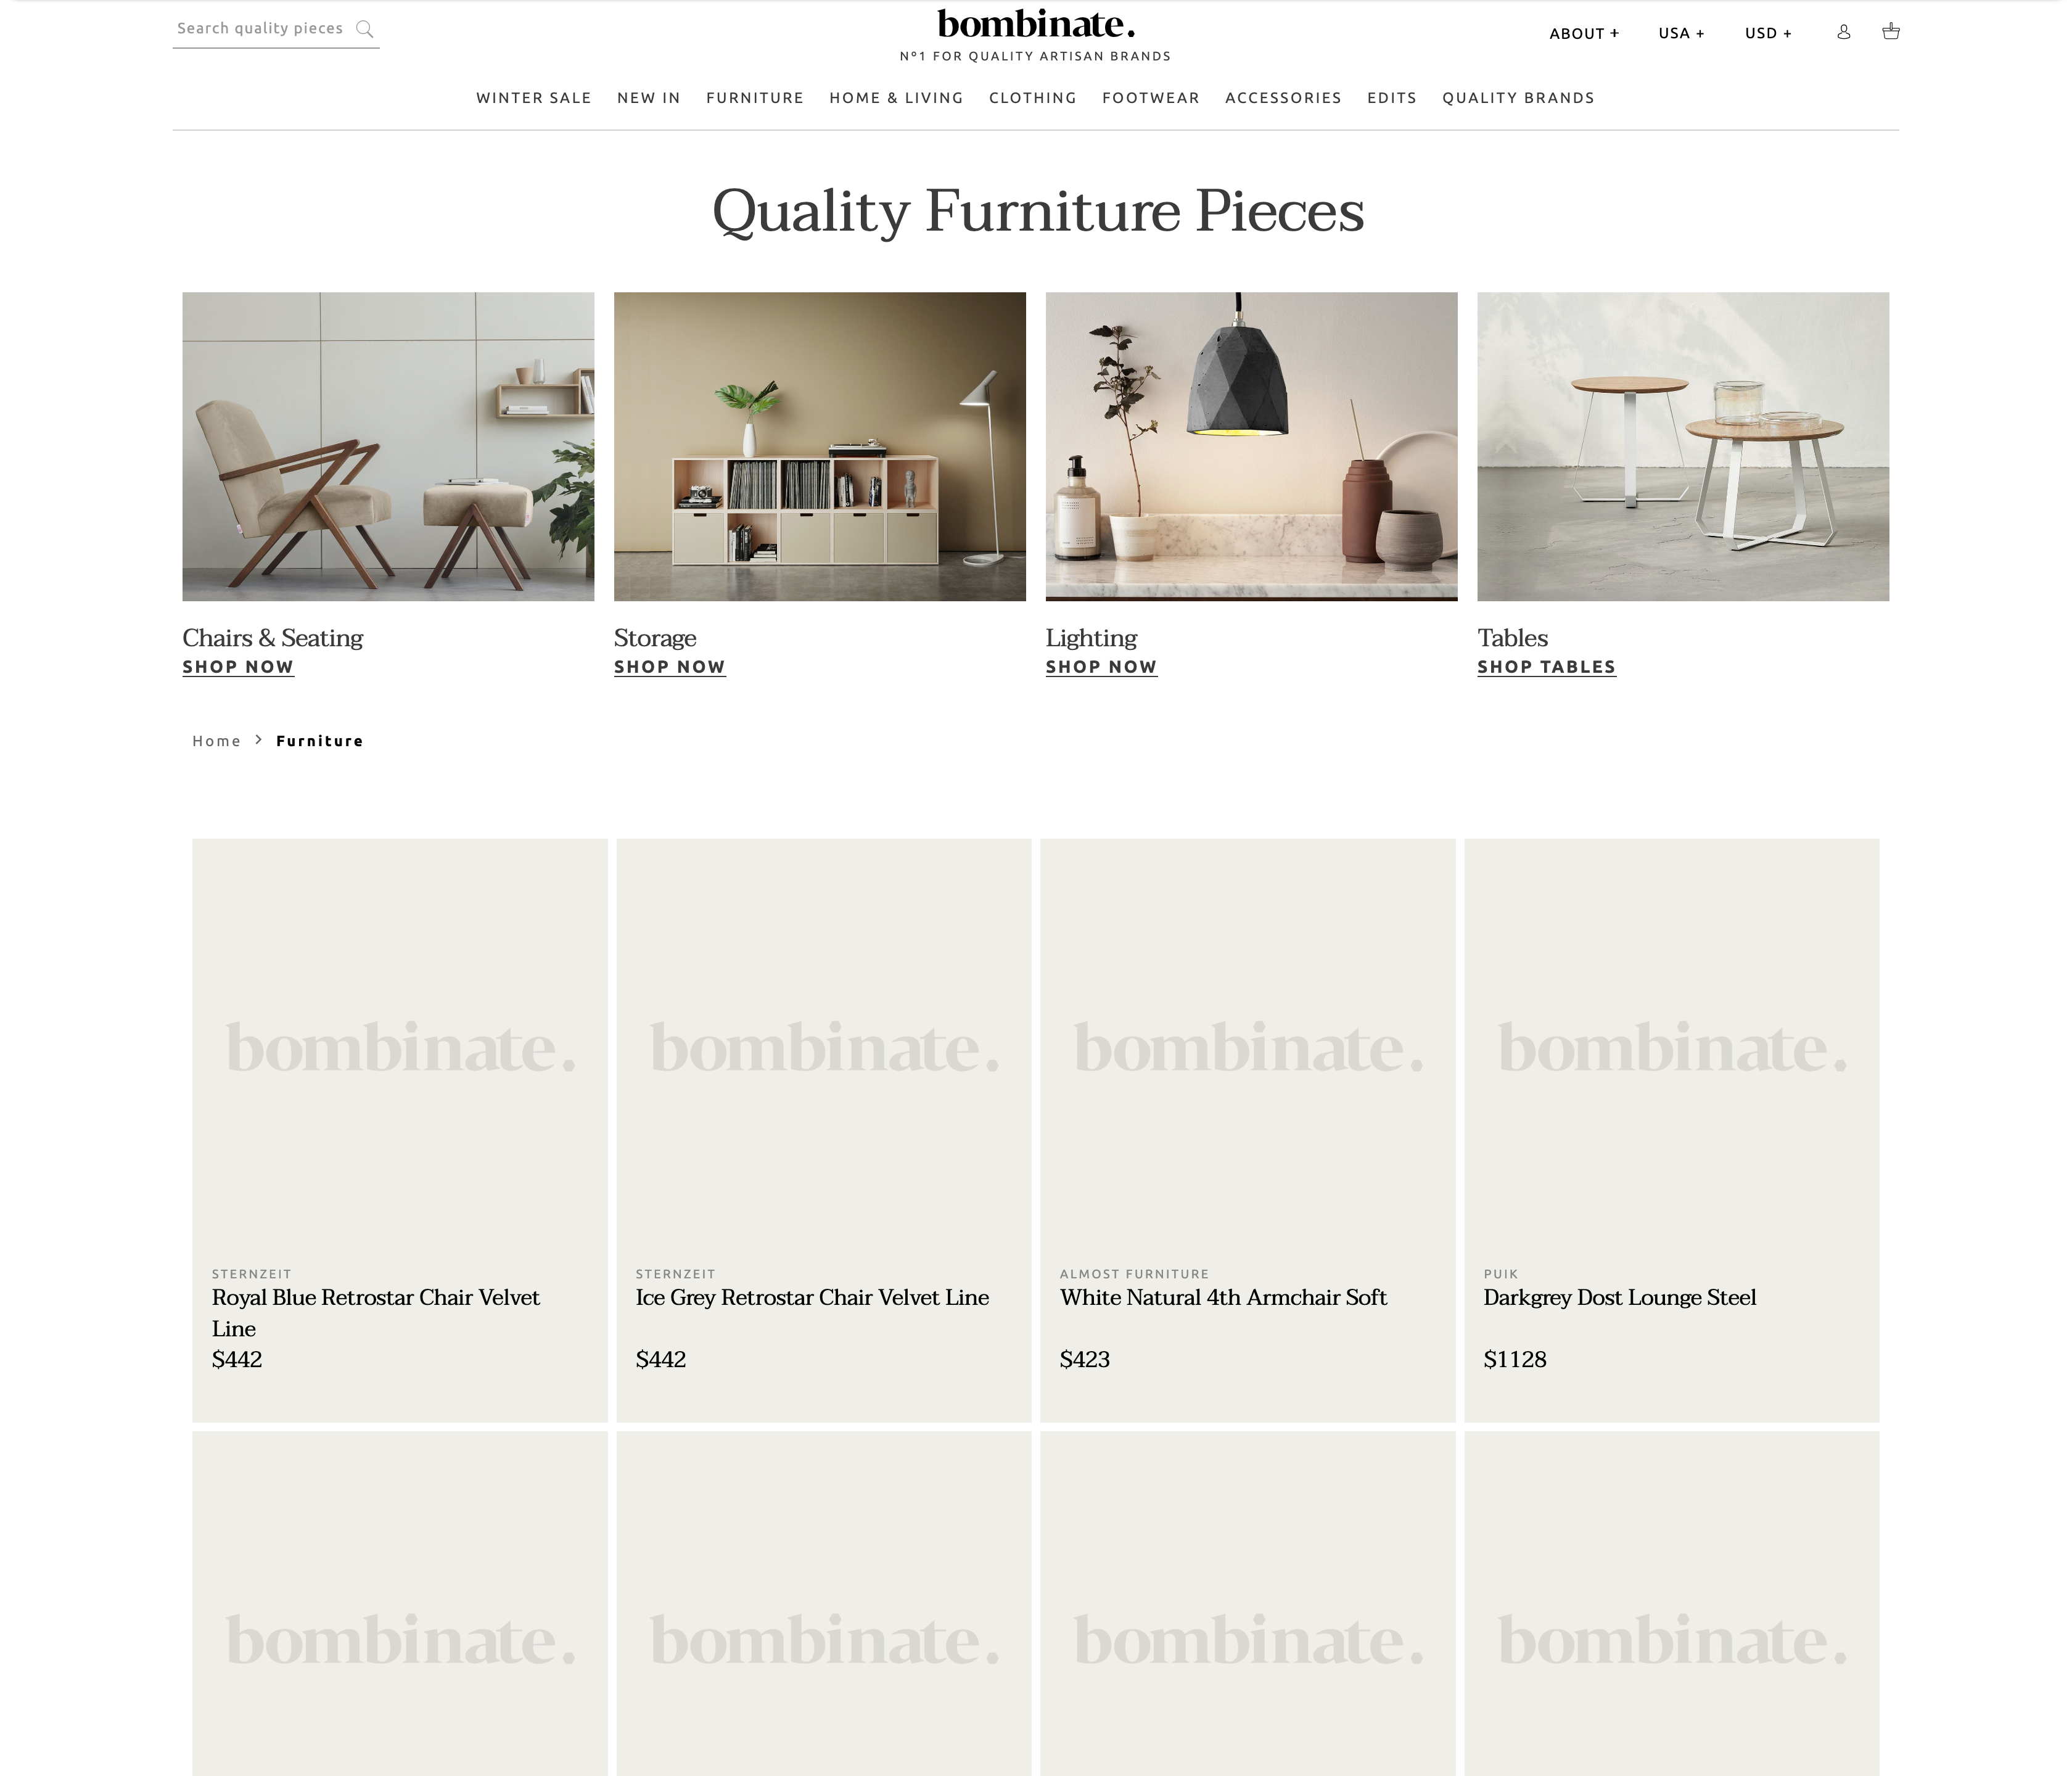 Search quality pieces
bombinate.
Nº1 FOR QUALITY ARTISAN BRANDS
ABOUT + USA + USD +
WINTER SALE NEW IN FURNITURE HOME & LIVING CLOTHING FOOTWEAR ACCESSORIES EDITS QUALITY BRANDS
Quality Furniture Pieces
Chairs & Seating
SHOP NOW
Storage
SHOP NOW
Lighting
SHOP NOW
Tables
SHOP TABLES
Home > Furniture
bombinate.
STERNZEIT
Royal Blue Retrostar Chair Velvet
Line
$442
bombinate.
STERNZEIT
Ice Grey Retrostar Chair Velvet Line
$442
bombinate.
ALMOST FURNITURE
White Natural 4th Armchair Soft
$423
bombinate.
PUIK
Darkgrey Dost Lounge Steel
$1128
bombinate.
bombinate.
bombinate.
bombinate.